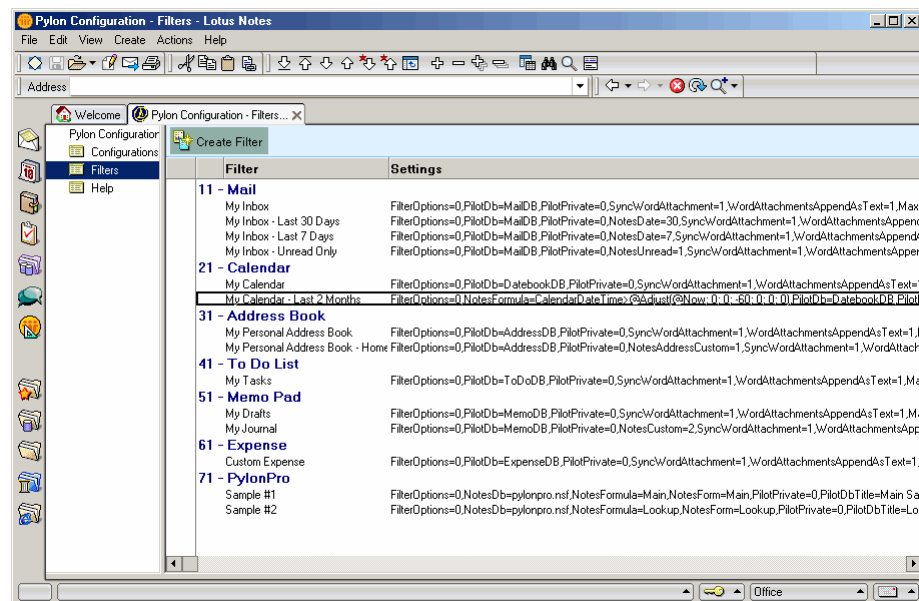 Pylon Configuration - Filters - Lotus Notes
File Edit View Create Actions Help
Address
Welcome Pylon Configuration - Filters...
Pylon Configuration
Configurations
Filters
Help
Create Filter
Filter Settings
11 - Mail
My Inbox FilterOptions=0,PilotDb=MailDB,PilotPrivate=0,SyncWordAttachment=1,WordAttachmentsAppendAsText=1,Max
My Inbox - Last 30 Days FilterOptions=0,PilotDb=MailDB,PilotPrivate=0,NotesDate=30,SyncWordAttachment=1,WordAttachmentsAppend
My Inbox - Last 7 Days FilterOptions=0,PilotDb=MailDB,PilotPrivate=0,NotesDate=7,SyncWordAttachment=1,WordAttachmentsAppendA
My Inbox - Unread Only FilterOptions=0,PilotDb=MailDB,PilotPrivate=0,NotesUnread=1,SyncWordAttachment=1,WordAttachmentsAppen
21 - Calendar
My Calendar FilterOptions=0,PilotDb=DatebookDB,PilotPrivate=0,SyncWordAttachment=1,WordAttachmentsAppendAsText=1
My Calendar - Last 2 Months FilterOptions=0,NotesFormula=CalendarDateTime>@Adjust(@Now; 0; 0; -60; 0; 0; 0),PilotDb=DatebookDB,Pilot
31 - Address Book
My Personal Address Book FilterOptions=0,PilotDb=AddressDB,PilotPrivate=0,SyncWordAttachment=1,WordAttachmentsAppendAsText=1,
My Personal Address Book - Home FilterOptions=0,PilotDb=AddressDB,PilotPrivate=0,NotesAddressCustom=1,SyncWordAttachment=1,WordAttach
41 - To Do List
My Tasks FilterOptions=0,PilotDb=ToDoDB,PilotPrivate=0,SyncWordAttachment=1,WordAttachmentsAppendAsText=1,Ma
51 - Memo Pad
My Drafts FilterOptions=0,PilotDb=MemoDB,PilotPrivate=0,SyncWordAttachment=1,WordAttachmentsAppendAsText=1,M
My Journal FilterOptions=0,PilotDb=MemoDB,PilotPrivate=0,NotesCustom=2,SyncWordAttachment=1,WordAttachmentsApp
61 - Expense
Custom Expense FilterOptions=0,PilotDb=ExpenseDB,PilotPrivate=0,SyncWordAttachment=1,WordAttachmentsAppendAsText=1,
71 - PylonPro
Sample #1 FilterOptions=0,NotesDb=pylonpro.nsf,NotesFormula=Main,NotesForm=Main,PilotPrivate=0,PilotDbTitle=Main Sa
Sample #2 FilterOptions=0,NotesDb=pylonpro.nsf,NotesFormula=Lookup,NotesForm=Lookup,PilotPrivate=0,PilotDbTitle=Lo
Office